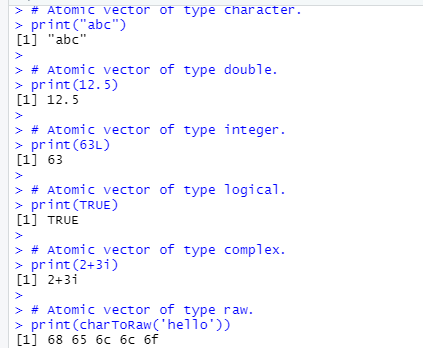 > # Atomic vector of type character.
> print("abc")
[1] "abc"
>
> # Atomic vector of type double.
> print(12.5)
[1] 12.5
>
> # Atomic vector of type integer.
> print(63L)
[1] 63
>
> # Atomic vector of type logical.
> print(TRUE)
[1] TRUE
>
> # Atomic vector of type complex.
> print(2+3i)
[1] 2+3i
>
> # Atomic vector of type raw.
> print(charToRaw('hello'))
[1] 68 65 6c 6c 6f